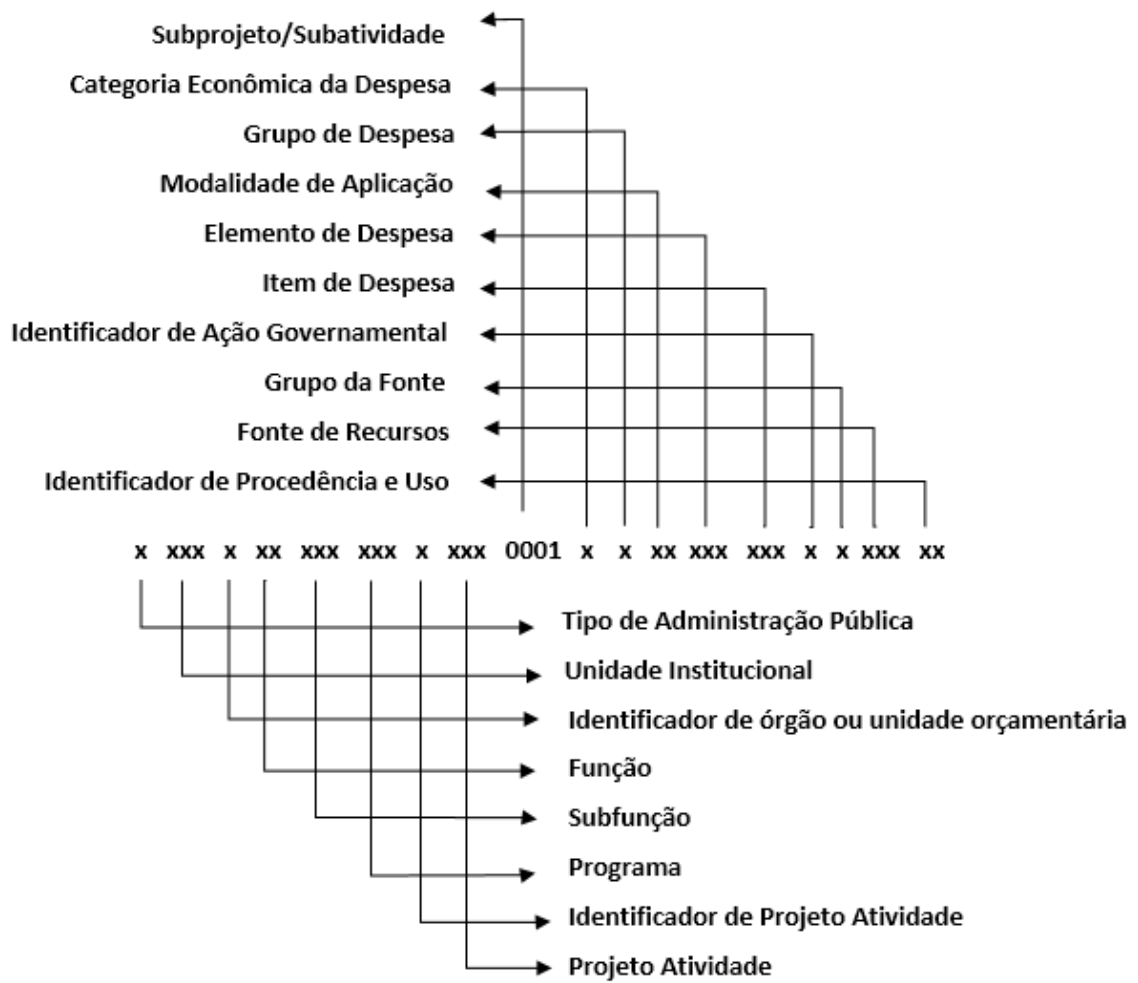 Subprojeto/Subatividade
Categoria Econômica da Despesa
Grupo de Despesa
Modalidade de Aplicação
Elemento de Despesa
Item de Despesa
Identificador de Ação Governamental
Grupo da Fonte
Fonte de Recursos
Identificador de Procedência e Uso
x xxx x xx xxx xxx x xxx 0001 x x xx xxx xxx x x xxx xx
Tipo de Administração Pública
Unidade Institucional
Identificador de órgão ou unidade orçamentária
Função
Subfunção
Programa
Identificador de Projeto Atividade
Projeto Atividade